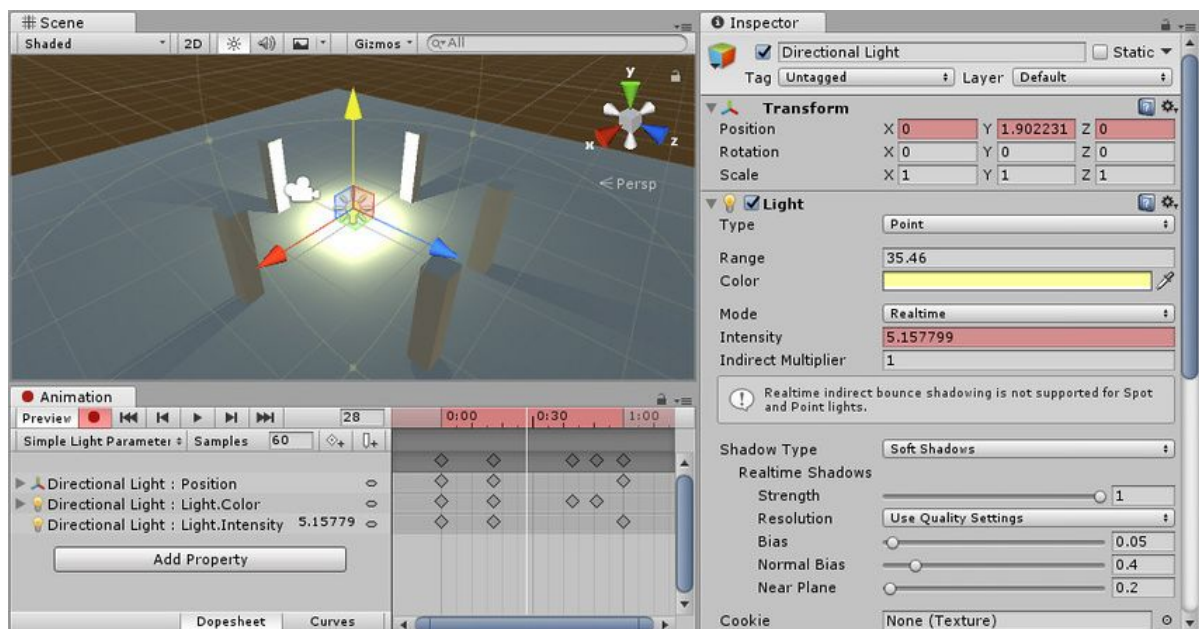 Scene
Shaded 2D Gizmos All
y
x z
Persp
Animation
Preview 28 0:00 0:30 1:00
Simple Light Parameter Samples 60
Directional Light : Position
Directional Light : Light.Color
Directional Light : Light.Intensity 5.15779
Add Property
Dopesheet Curves
Inspector
Directional Light Static
Tag Untagged Layer Default
Transform
Position X 0 Y 1.902231 Z 0
Rotation X 0 Y 0 Z 0
Scale X 1 Y 1 Z 1
Light
Type Point
Range 35.46
Color
Mode Realtime
Intensity 5.157799
Indirect Multiplier 1
Realtime indirect bounce shadowing is not supported for Spot
and Point lights.
Shadow Type Soft Shadows
Realtime Shadows
Strength 1
Resolution Use Quality Settings
Bias 0.05
Normal Bias 0.4
Near Plane 0.2
Cookie None (Texture)